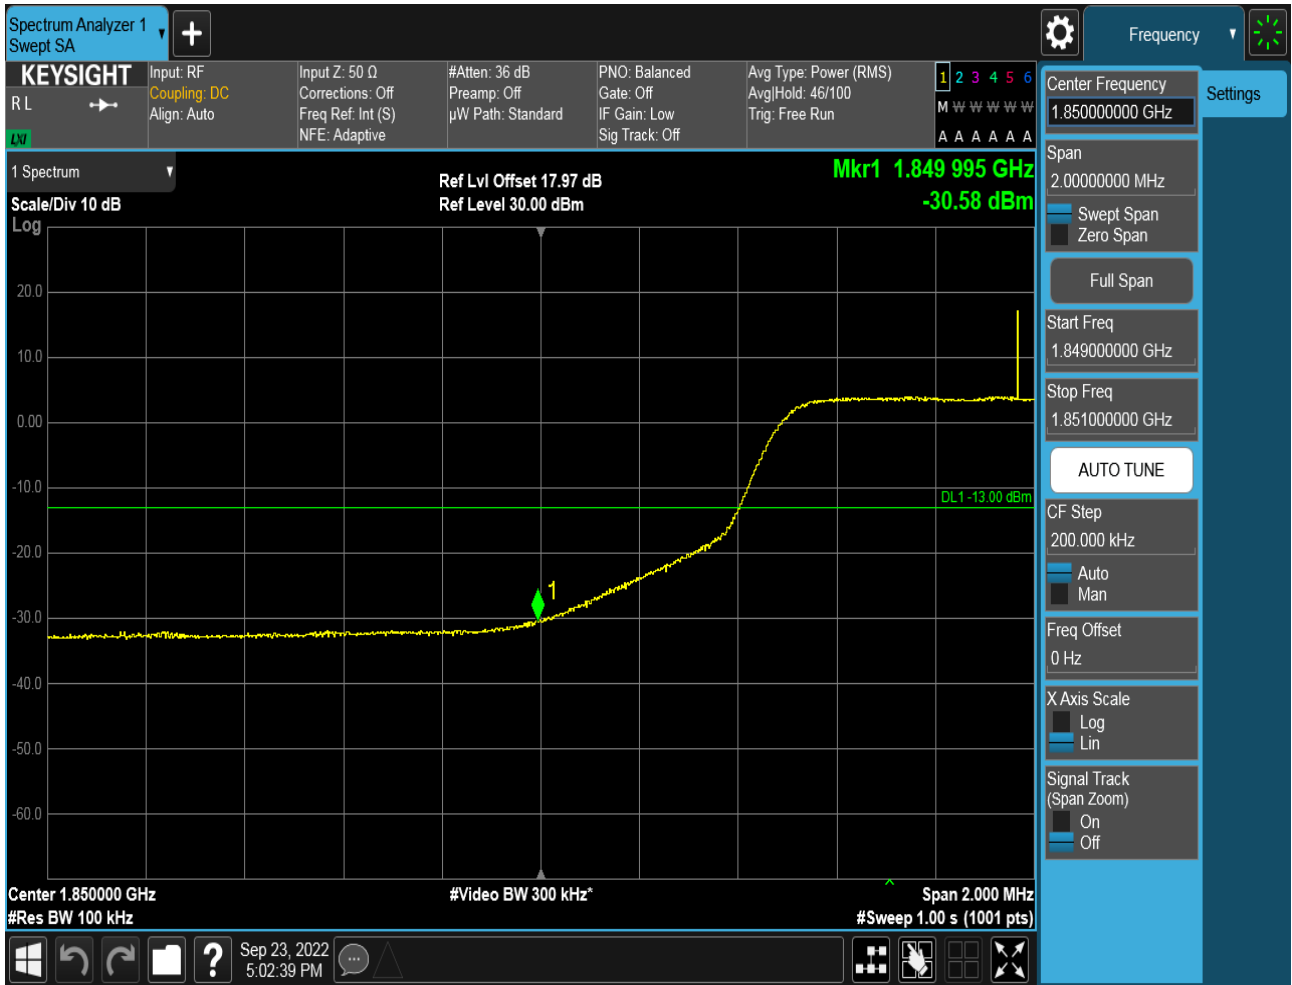 Spectrum Analyzer 1
Swept SA
Frequency
KEYSIGHT
R L
LXI
Input: RF
Coupling: DC
Align: Auto
Input Z: 50 Ω
Corrections: Off
Freq Ref: Int (S)
NFE: Adaptive
#Atten: 36 dB
Preamp: Off
µW Path: Standard
PNO: Balanced
Gate: Off
IF Gain: Low
Sig Track: Off
Avg Type: Power (RMS)
Avg|Hold: 46/100
Trig: Free Run
1 2 3 4 5 6
M W W W W W
A A A A A A
1 Spectrum
Scale/Div 10 dB
Log
Ref Lvl Offset 17.97 dB
Ref Level 30.00 dBm
Mkr1 1.849 995 GHz
-30.58 dBm
20.0
10.0
0.00
-10.0
-20.0
-30.0
-40.0
-50.0
-60.0
DL1 -13.00 dBm
1
Center 1.850000 GHz
#Res BW 100 kHz
#Video BW 300 kHz*
Span 2.000 MHz
#Sweep 1.00 s (1001 pts)
Center Frequency
1.850000000 GHz
Settings
Span
2.00000000 MHz
Swept Span
Zero Span
Full Span
Start Freq
1.849000000 GHz
Stop Freq
1.851000000 GHz
AUTO TUNE
CF Step
200.000 kHz
Auto
Man
Freq Offset
0 Hz
X Axis Scale
Log
Lin
Signal Track
(Span Zoom)
On
Off
?
Sep 23, 2022
5:02:39 PM